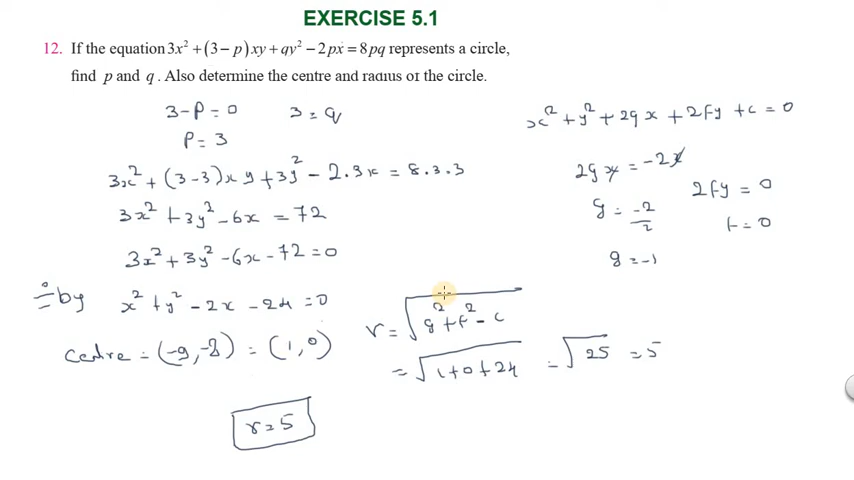 EXERCISE 5.1
12. If the equation 3x² + (3 − p)xy + qy² − 2px = 8pq represents a circle,
find p and q. Also determine the centre and radius of the circle.
3-P=0 3=q
P=3
3x² + (3-3)xy + 3y² - 2.3x = 8.3.3
3x² + 3y² - 6x = 72
3x² + 3y² - 6x - 72 = 0
÷ by x² + y² - 2x - 24 = 0
Centre = (-g, -f) = (1, 0)
r = 5
x² + y² + 2gx + 2fy + c = 0
2gx = -2x 2fy = 0
g = -2/2 f = 0
g = -1
r = √g² + f² - c
= √1+0+24 = √25 = 5